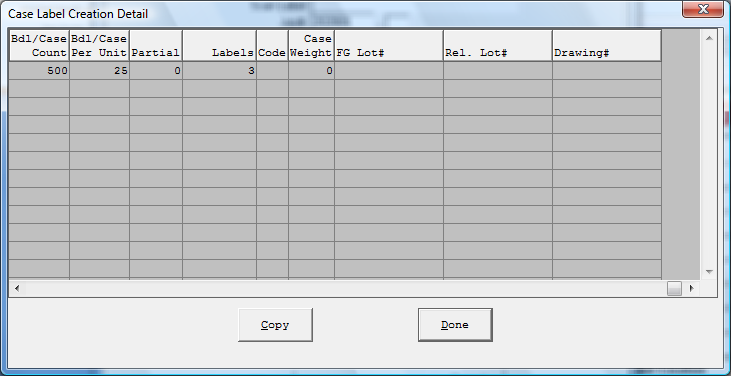 Case Label Creation Detail
Bdl/Case Bdl/Case Case
Count Per Unit Partial Labels Code Weight FG Lot# Rel. Lot# Drawing#
500 25 0 3 0
Copy Done